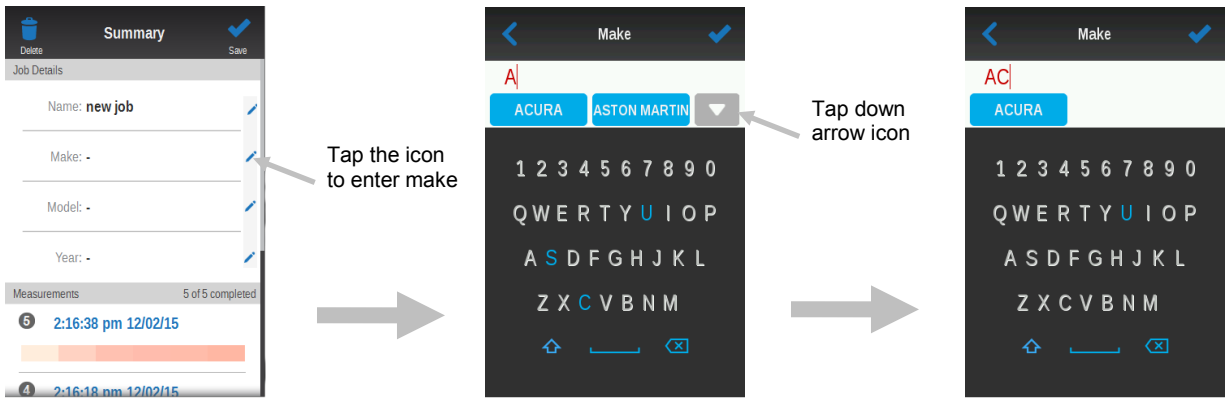 Summary
Delete
Save
Job Details
Name: new job
Make: -
Model: -
Year: -
Measurements 5 of 5 completed
5 2:16:38 pm 12/02/15
4 2:16:18 pm 12/02/15
Tap the icon
to enter make
Make
A
ACURA ASTON MARTIN
1 2 3 4 5 6 7 8 9 0
Q W E R T Y U I O P
A S D F G H J K L
Z X C V B N M
Tap down
arrow icon
Make
AC
ACURA
1 2 3 4 5 6 7 8 9 0
Q W E R T Y U I O P
A S D F G H J K L
Z X C V B N M